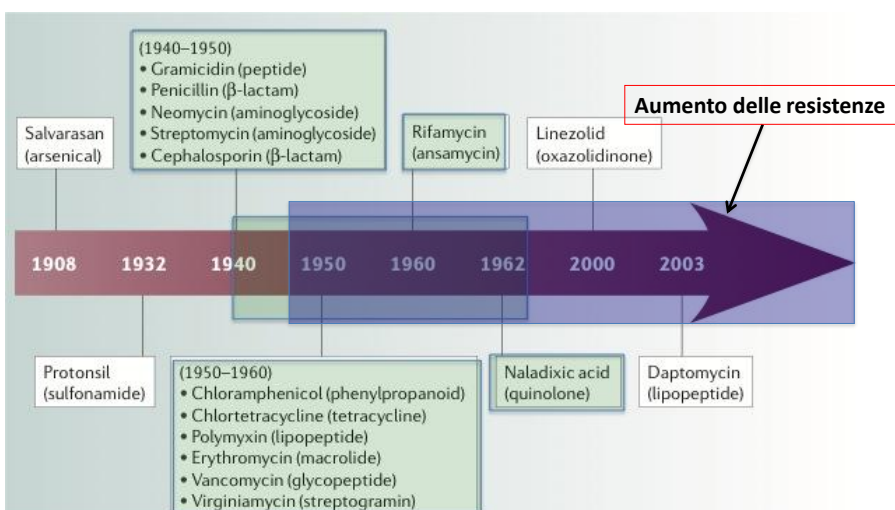 (1940–1950)
• Gramicidin (peptide)
• Penicillin (β-lactam)
• Neomycin (aminoglycoside)
• Streptomycin (aminoglycoside)
• Cephalosporin (β-lactam)
Aumento delle resistenze
Salvarasan
(arsenical)
Rifamycin
(ansamycin)
Linezolid
(oxazolidinone)
1908 1932 1940 1950 1960 1962 2000 2003
Protonsil
(sulfonamide)
(1950–1960)
• Chloramphenicol (phenylpropanoid)
• Chlortetracycline (tetracycline)
• Polymyxin (lipopeptide)
• Erythromycin (macrolide)
• Vancomycin (glycopeptide)
• Virginiamycin (streptogramin)
Naladixic acid
(quinolone)
Daptomycin
(lipopeptide)